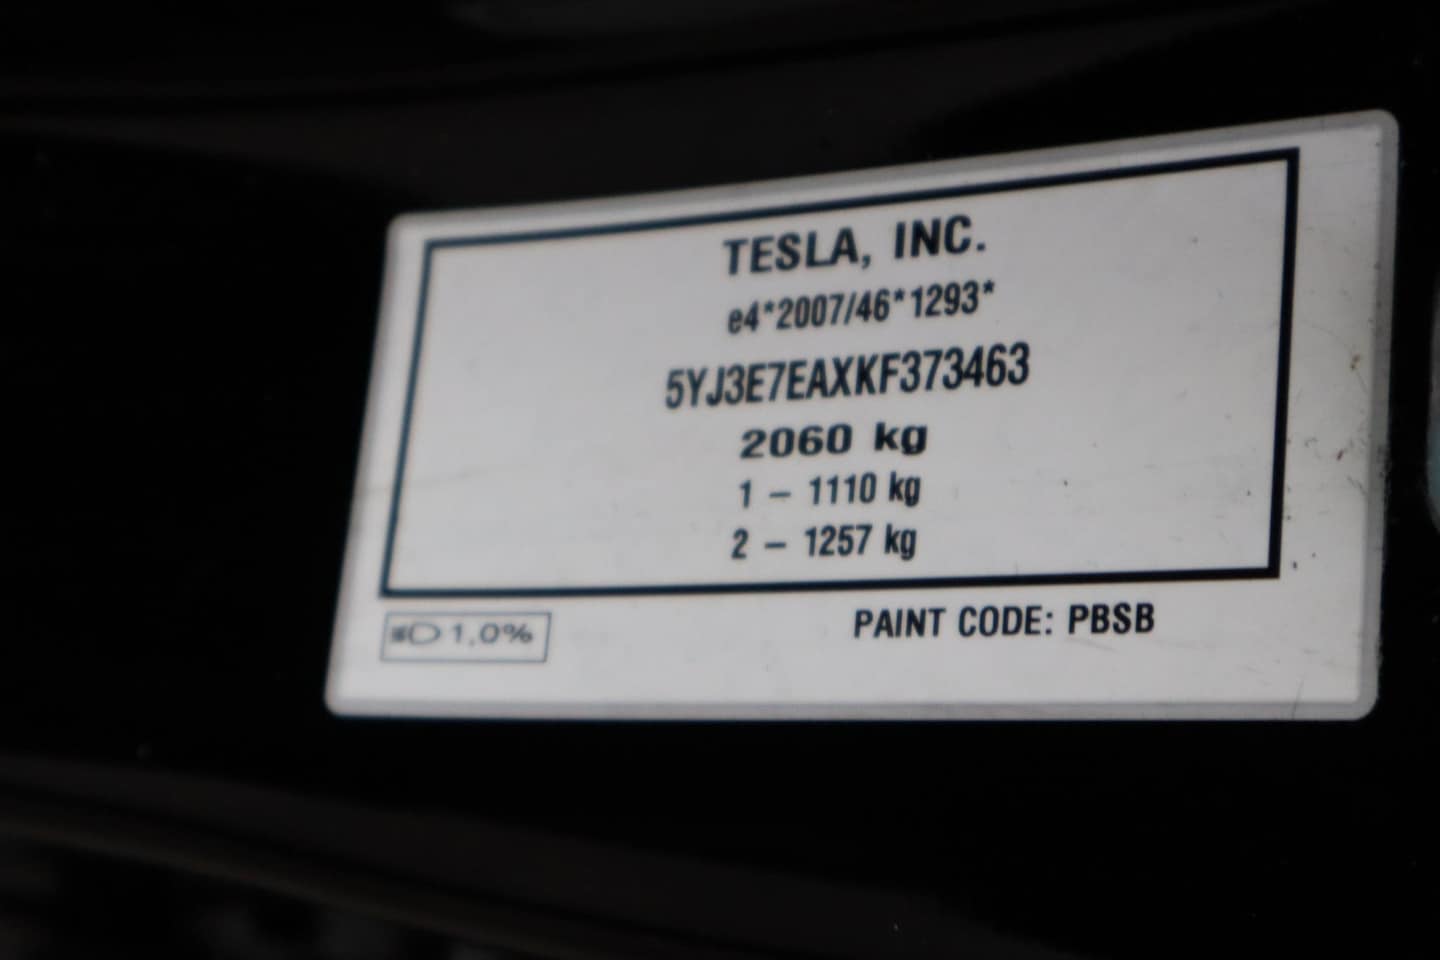 TESLA, INC.
e4*2007/46*1293*
5YJ3E7EAXKF373463
2060 kg
1 – 1110 kg
2 – 1257 kg
1,0%
PAINT CODE: PBSB